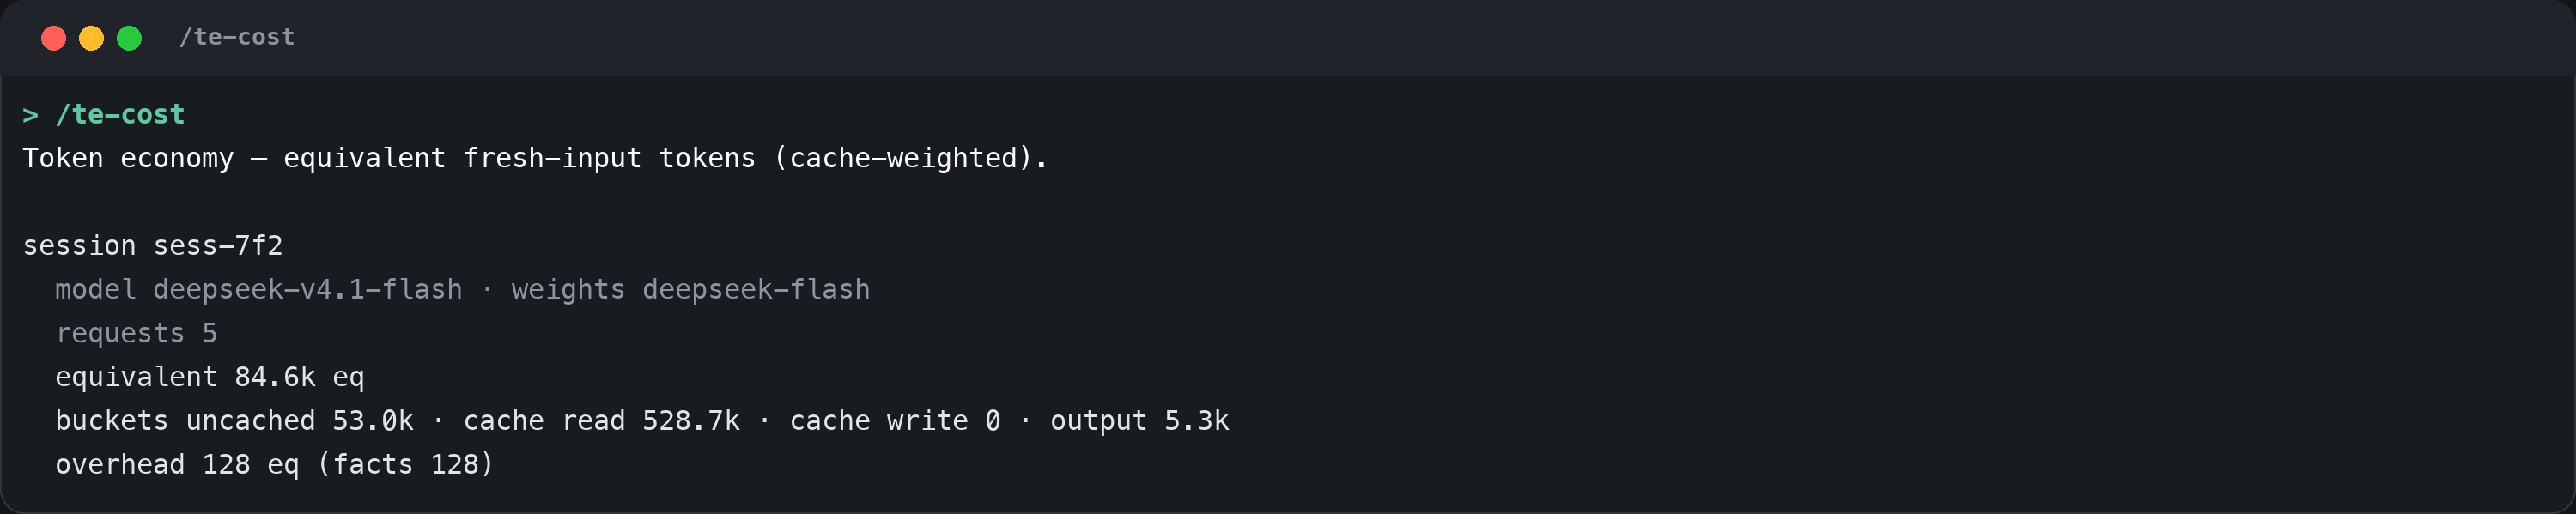 /te-cost
> /te-cost
Token economy — equivalent fresh-input tokens (cache-weighted).
session sess-7f2
model deepseek-v4.1-flash · weights deepseek-flash
requests 5
equivalent 84.6k eq
buckets uncached 53.0k · cache read 528.7k · cache write 0 · output 5.3k
overhead 128 eq (facts 128)